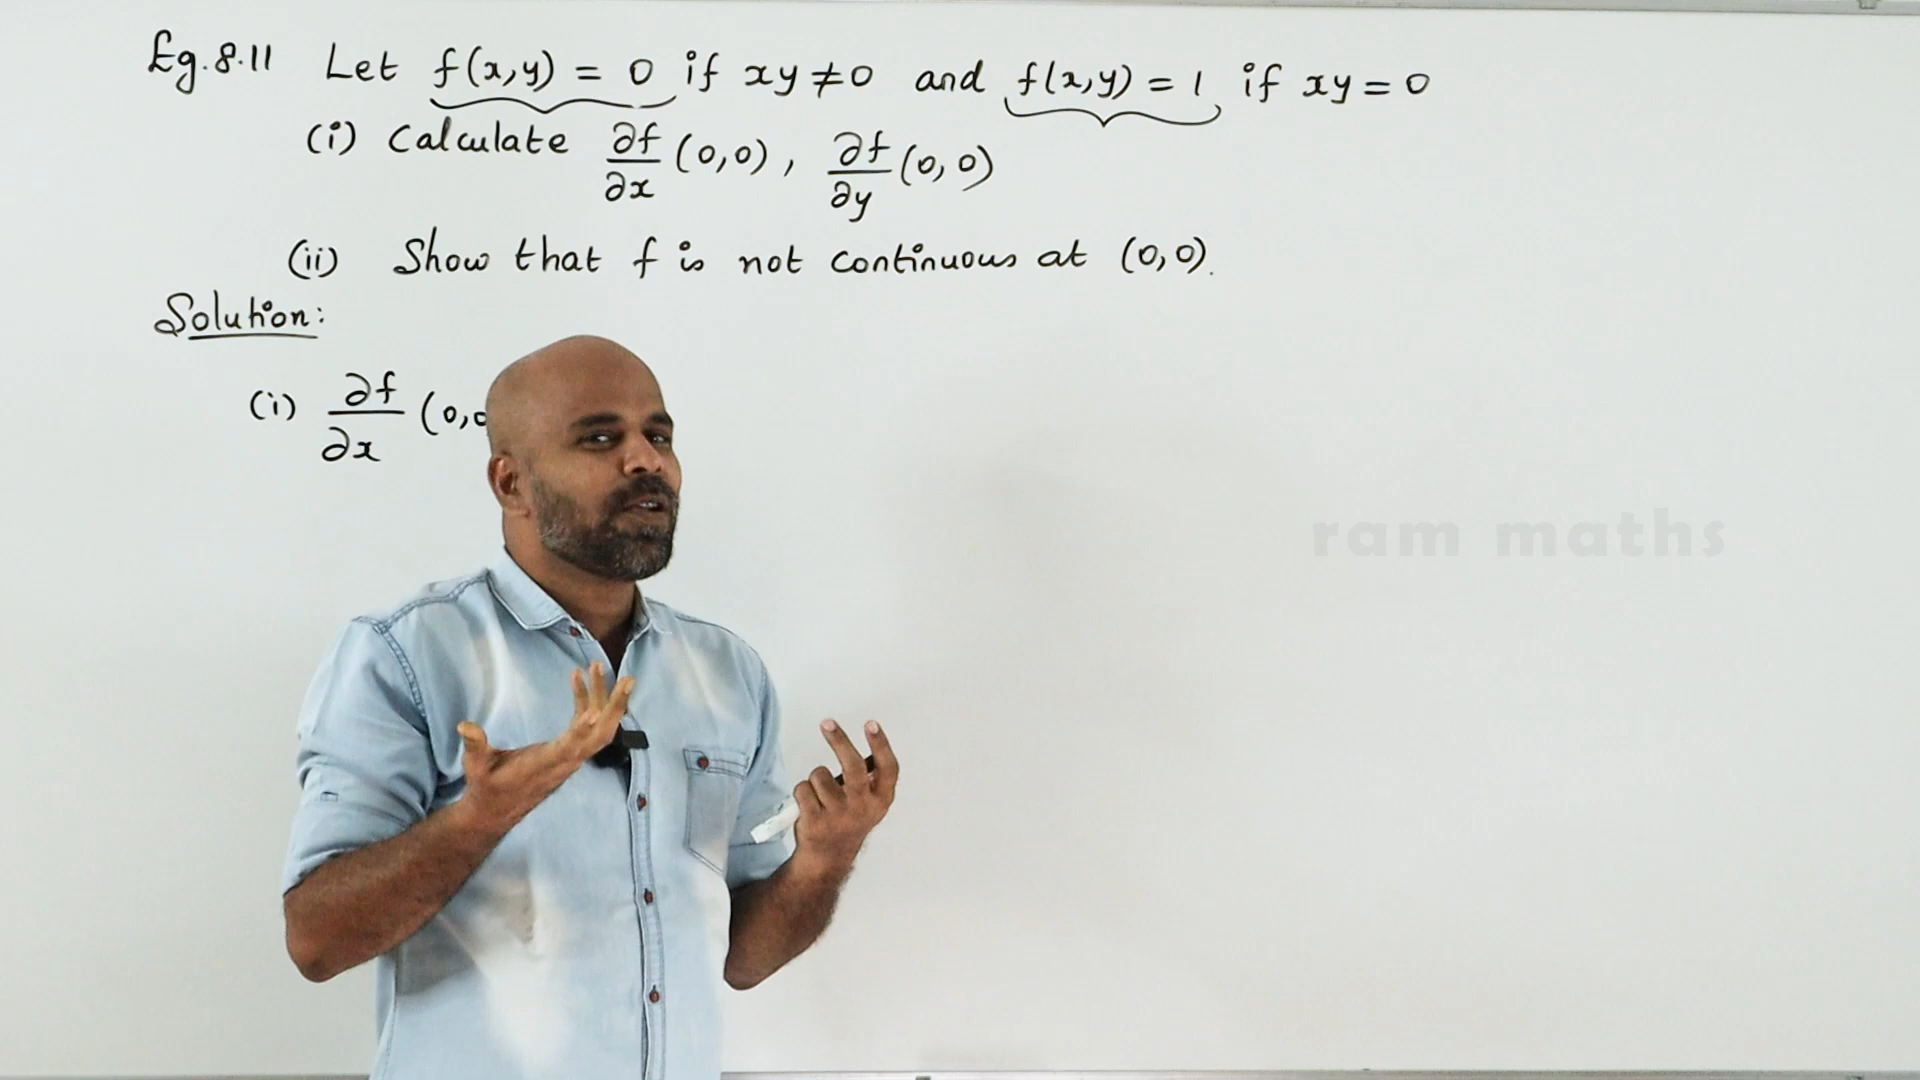 Eg.8.11 Let f(x,y) = 0 if xy ≠ 0 and f(x,y) = 1 if xy = 0
(i) Calculate ∂f/∂x (0,0), ∂f/∂y (0,0)
(ii) Show that f is not continuous at (0,0).
Solution:
(i) ∂f/∂x (0,0
ram maths